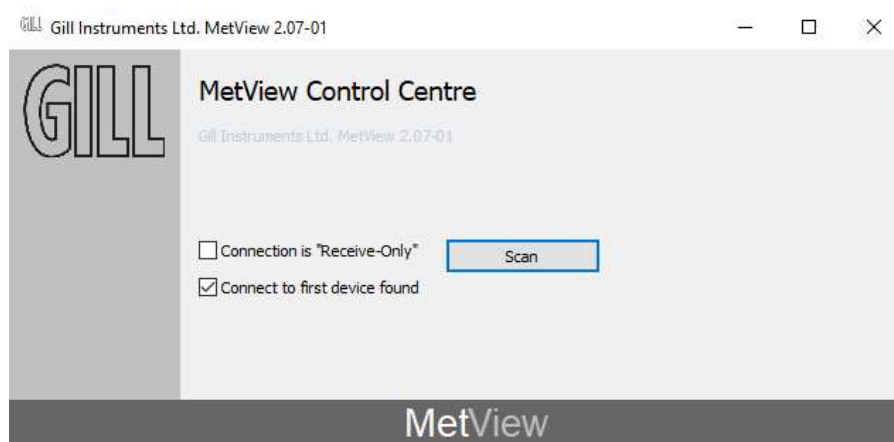 GILL Gill Instruments Ltd. MetView 2.07-01
GILL
MetView Control Centre
Gill Instruments Ltd. MetView 2.07-01
Connection is "Receive-Only"
Scan
Connect to first device found
MetView